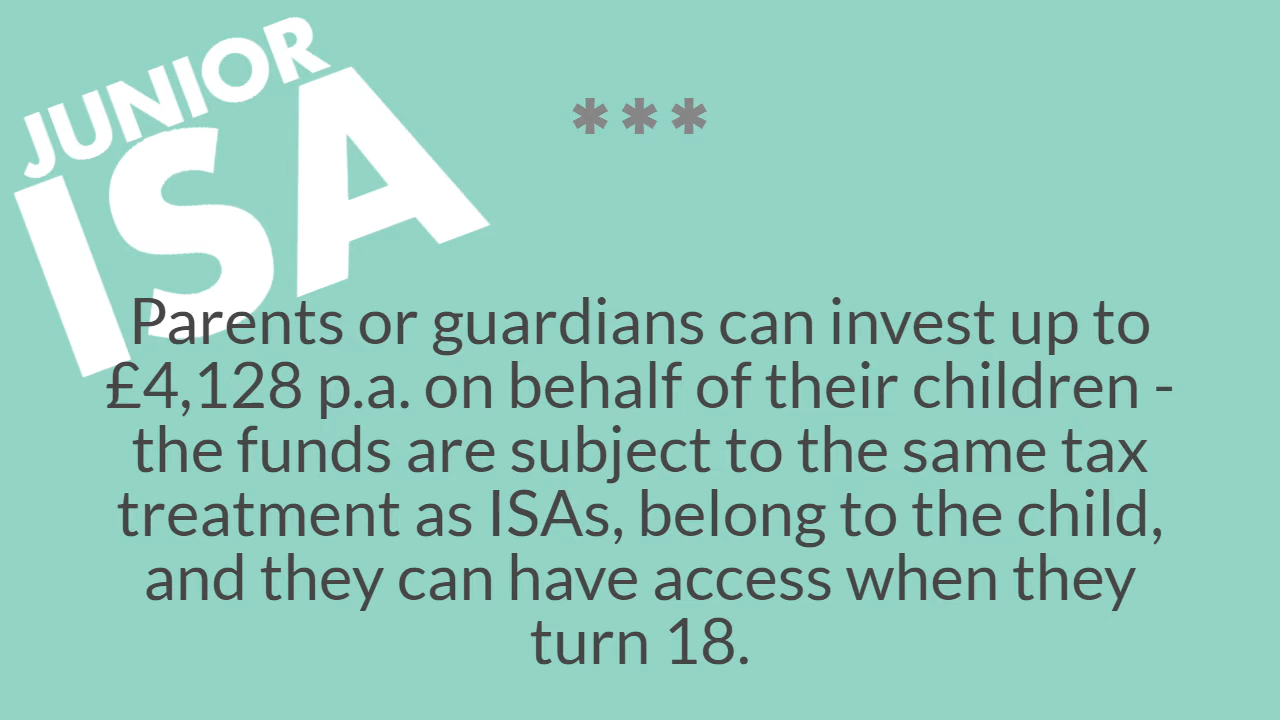 JUNIOR
ISA
***
Parents or guardians can invest up to
£4,128 p.a. on behalf of their children -
the funds are subject to the same tax
treatment as ISAs, belong to the child,
and they can have access when they
turn 18.